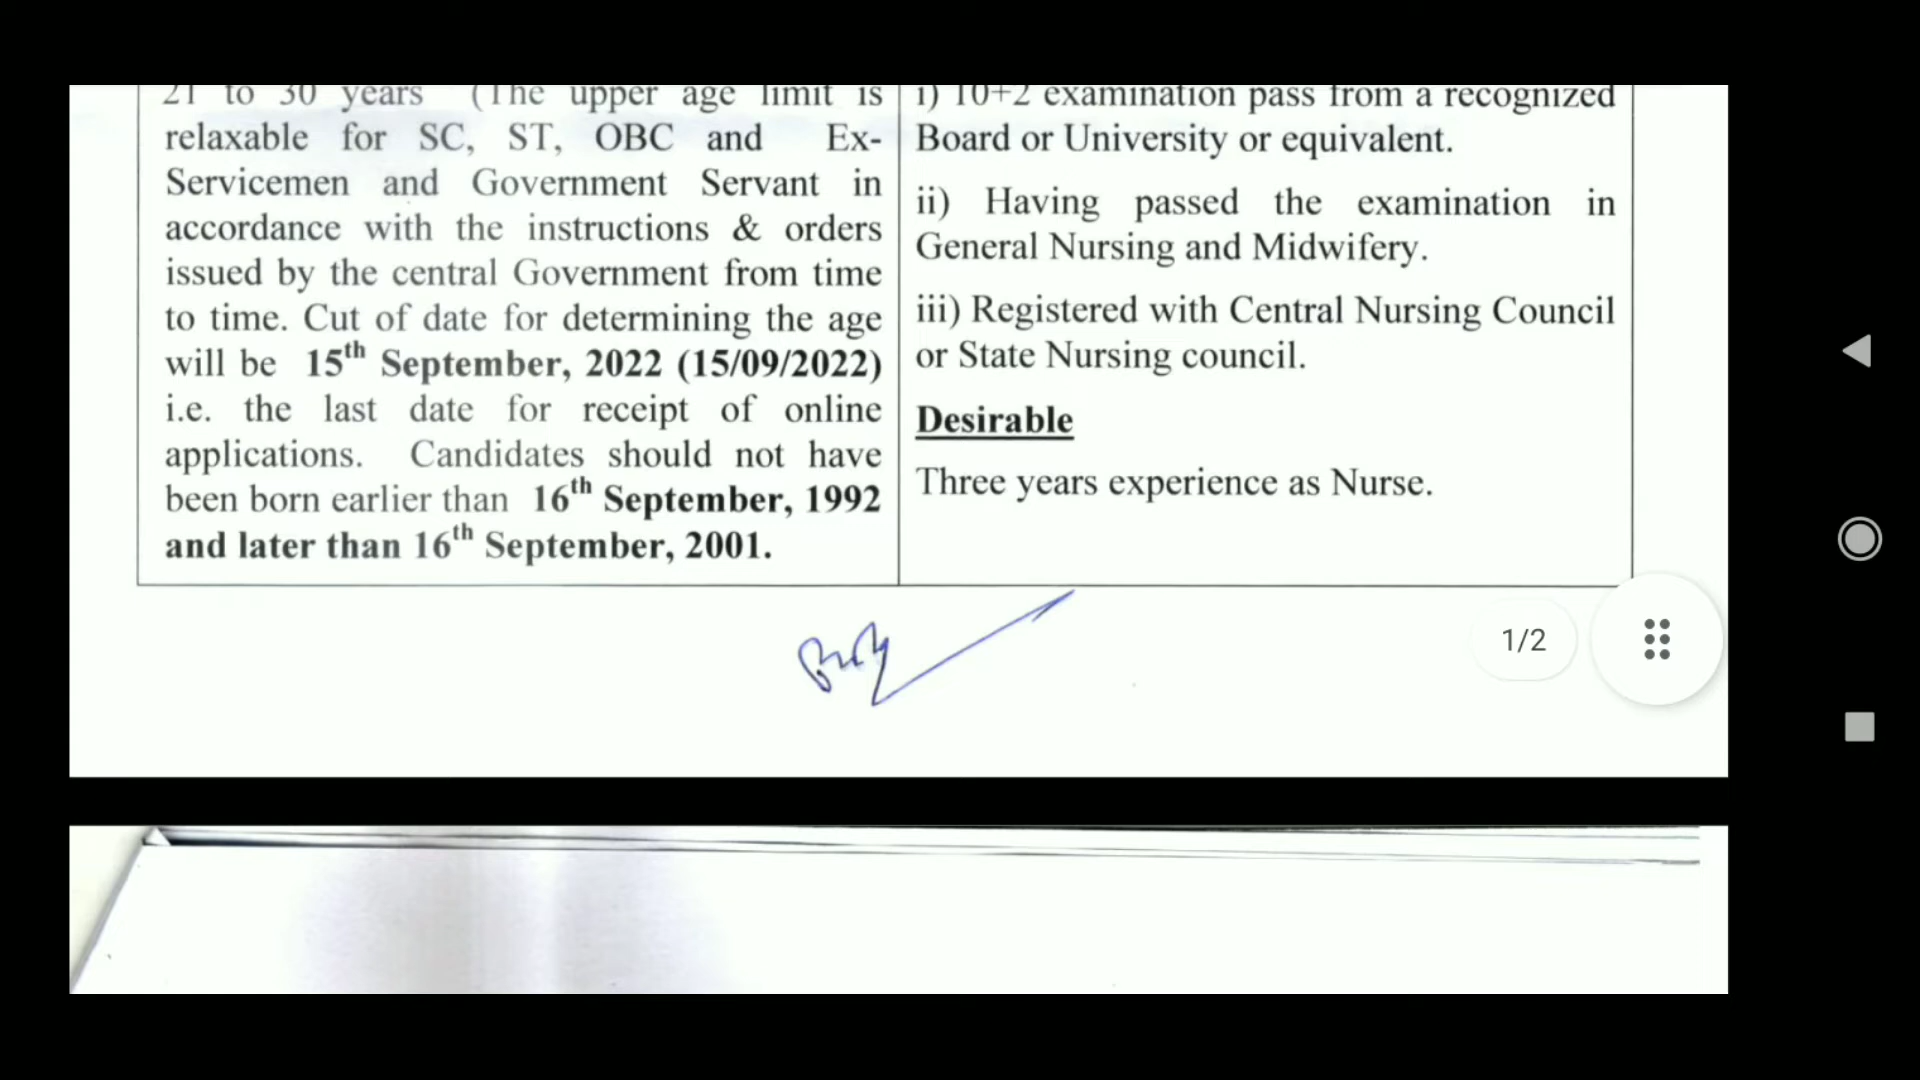 21 to 30 years (The upper age limit is
relaxable for SC, ST, OBC and Ex-
Servicemen and Government Servant in
accordance with the instructions & orders
issued by the central Government from time
to time. Cut of date for determining the age
will be 15th September, 2022 (15/09/2022)
i.e. the last date for receipt of online
applications. Candidates should not have
been born earlier than 16th September, 1992
and later than 16th September, 2001.
i) 10+2 examination pass from a recognized
Board or University or equivalent.
ii) Having passed the examination in
General Nursing and Midwifery.
iii) Registered with Central Nursing Council
or State Nursing council.
Desirable
Three years experience as Nurse.
1/2